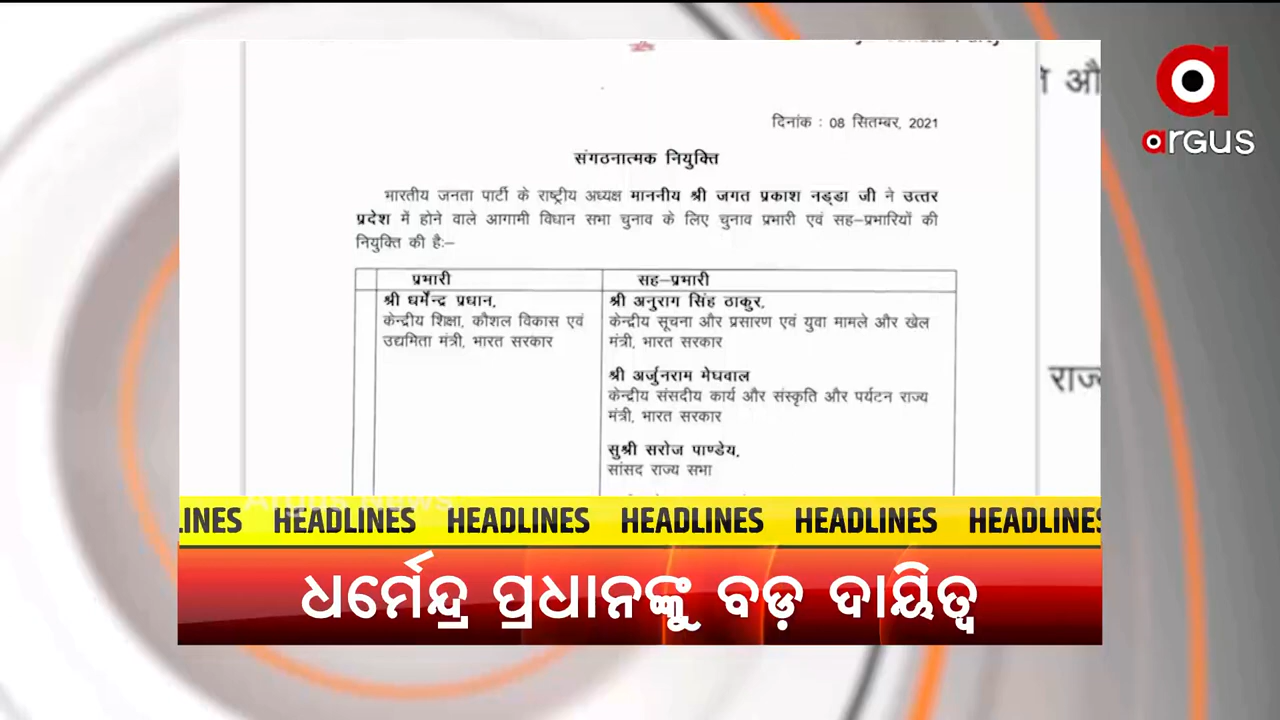 दिनांक : 08 सितम्बर, 2021
संगठनात्मक नियुक्ति
भारतीय जनता पार्टी के राष्ट्रीय अध्यक्ष माननीय श्री जगत प्रकाश नड्डा जी ने उत्तर
प्रदेश में होने वाले आगामी विधान सभा चुनाव के लिए चुनाव प्रभारी एवं सह-प्रभारियों की
नियुक्ति की है:-
प्रभारी
श्री धर्मेन्द्र प्रधान,
केन्द्रीय शिक्षा, कौशल विकास एवं
उद्यमिता मंत्री, भारत सरकार
सह-प्रभारी
श्री अनुराग सिंह ठाकुर,
केन्द्रीय सूचना और प्रसारण एवं युवा मामले और खेल
मंत्री, भारत सरकार
श्री अर्जुनराम मेघवाल
केन्द्रीय संसदीय कार्य और संस्कृति और पर्यटन राज्य
मंत्री, भारत सरकार
सुश्री सरोज पाण्डेय,
सांसद राज्य सभा
argus
Argus News
HEADLINES HEADLINES HEADLINES HEADLINES HEADLINES
ଧର୍ମେନ୍ଦ୍ର ପ୍ରଧାନଙ୍କୁ ବଡ଼ ଦାୟିତ୍ୱ